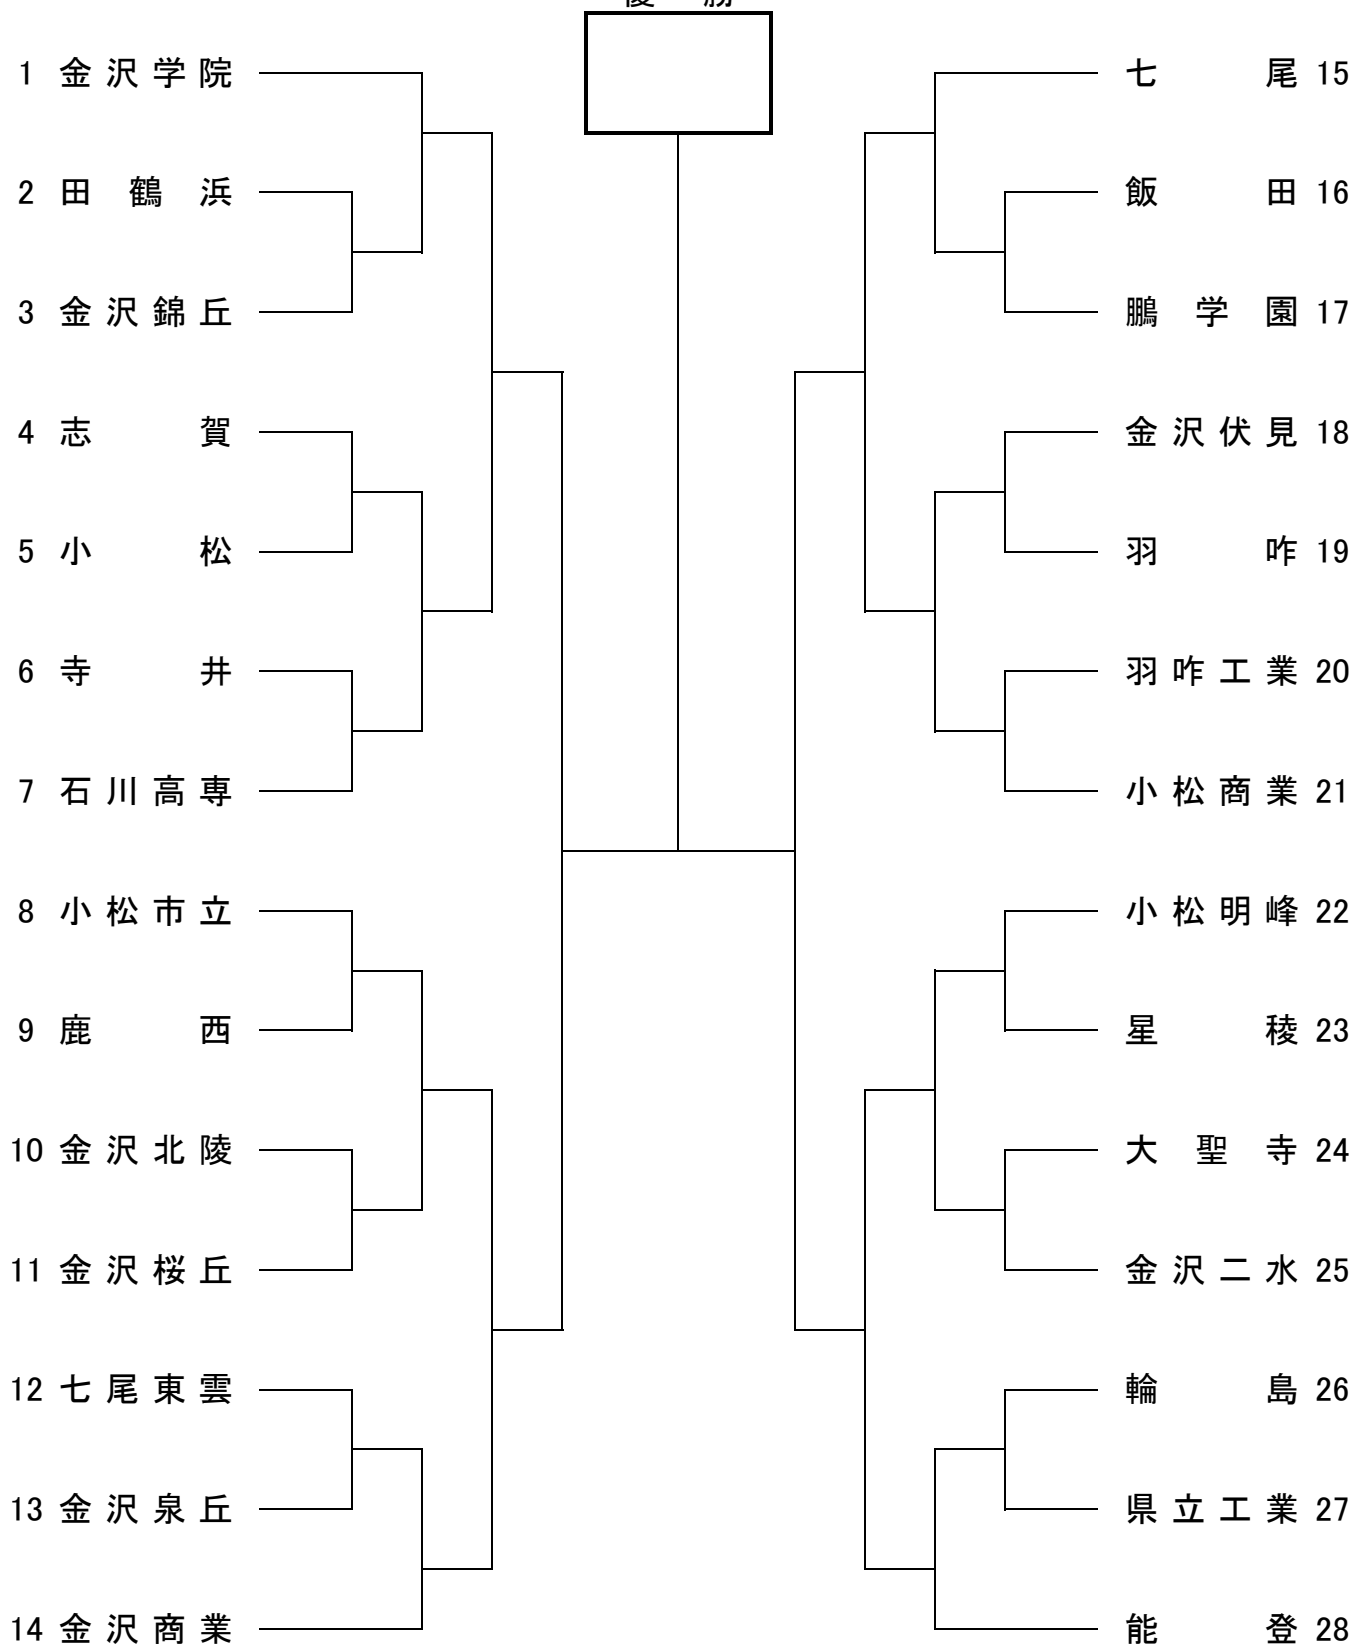 優勝
1 金沢学院
2 田鶴浜
3 金沢錦丘
4 志賀
5 小松
6 寺井
7 石川高専
8 小松市立
9 鹿西
10 金沢北陵
11 金沢桜丘
12 七尾東雲
13 金沢泉丘
14 金沢商業
七尾 15
飯田 16
鵬学園 17
金沢伏見 18
羽咋 19
羽咋工業 20
小松商業 21
小松明峰 22
星稜 23
大聖寺 24
金沢二水 25
輪島 26
県立工業 27
能登 28